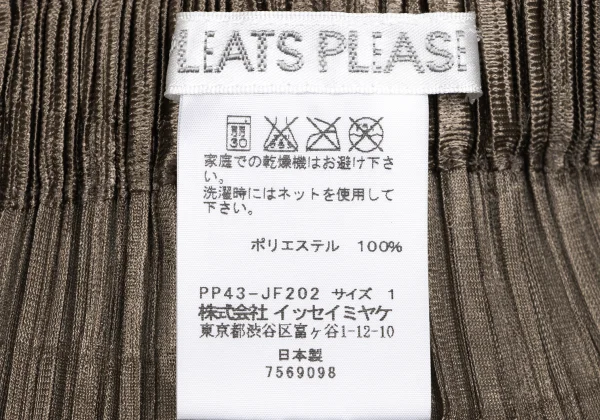 LEATS PLEASE
30
家庭での乾燥機はお避け下さ
い。
洗濯時にはネットを使用して
下さい。
ポリエステル 100%
PP43-JF202 サイズ 1
株式会社 イッセイミヤケ
東京都渋谷区富ヶ谷1-12-10
日本製
7569098